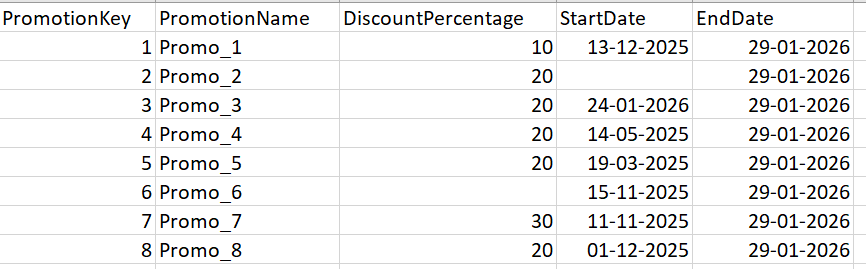 PromotionKey PromotionName DiscountPercentage StartDate EndDate
1 Promo_1 10 13-12-2025 29-01-2026
2 Promo_2 20 29-01-2026
3 Promo_3 20 24-01-2026 29-01-2026
4 Promo_4 20 14-05-2025 29-01-2026
5 Promo_5 20 19-03-2025 29-01-2026
6 Promo_6 15-11-2025 29-01-2026
7 Promo_7 30 11-11-2025 29-01-2026
8 Promo_8 20 01-12-2025 29-01-2026